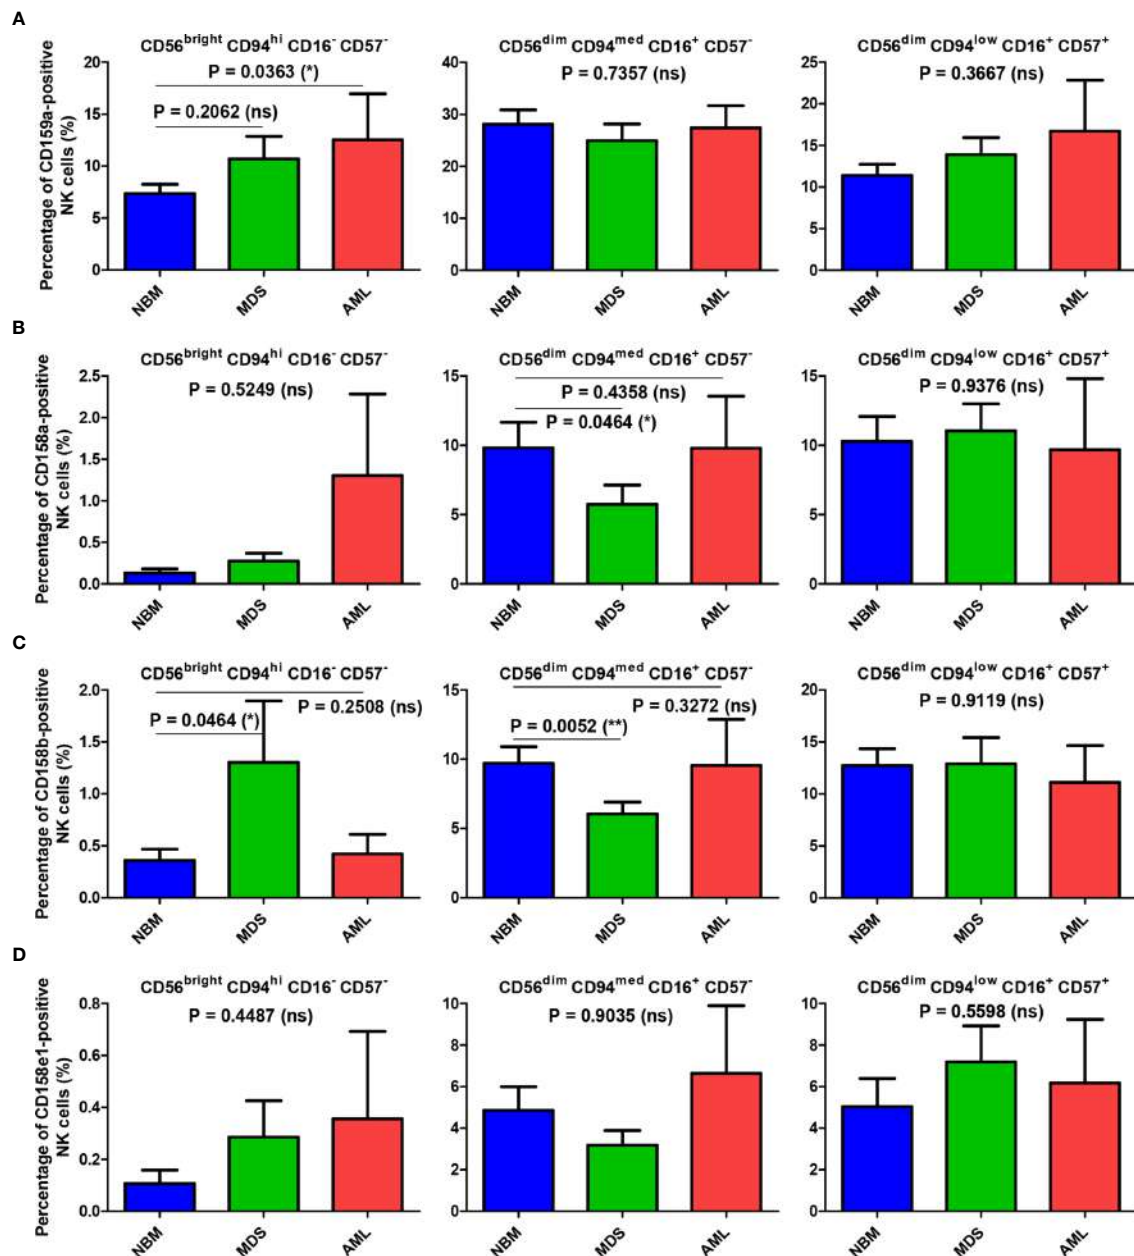 A
CD56bright CD94hi CD16- CD57-
P = 0.0363 (*)
P = 0.2062 (ns)
Percentage of CD159a-positive
NK cells (%)
20
15
10
5
0
NBM
MDS
AML
CD56dim CD94med CD16+ CD57-
P = 0.7357 (ns)
40
30
20
10
0
NBM
MDS
AML
CD56dim CD94low CD16+ CD57+
P = 0.3667 (ns)
25
20
15
10
5
0
NBM
MDS
AML
B
CD56bright CD94hi CD16- CD57-
P = 0.5249 (ns)
Percentage of CD158a-positive
NK cells (%)
2.5
2.0
1.5
1.0
0.5
0.0
NBM
MDS
AML
CD56dim CD94med CD16+ CD57-
P = 0.4358 (ns)
P = 0.0464 (*)
15
10
5
0
NBM
MDS
AML
CD56dim CD94low CD16+ CD57+
P = 0.9376 (ns)
15
10
5
0
NBM
MDS
AML
C
CD56bright CD94hi CD16- CD57-
P = 0.2508 (ns)
P = 0.0464 (*)
Percentage of CD158b-positive
NK cells (%)
2.0
1.5
1.0
0.5
0.0
NBM
MDS
AML
CD56dim CD94med CD16+ CD57-
P = 0.3272 (ns)
P = 0.0052 (**)
15
10
5
0
NBM
MDS
AML
CD56dim CD94low CD16+ CD57+
P = 0.9119 (ns)
20
15
10
5
0
NBM
MDS
AML
D
CD56bright CD94hi CD16- CD57-
P = 0.4487 (ns)
Percentage of CD158e1-positive
NK cells (%)
0.8
0.6
0.4
0.2
0.0
NBM
MDS
AML
CD56dim CD94med CD16+ CD57-
P = 0.9035 (ns)
10
8
6
4
2
0
NBM
MDS
AML
CD56dim CD94low CD16+ CD57+
P = 0.5598 (ns)
10
8
6
4
2
0
NBM
MDS
AML